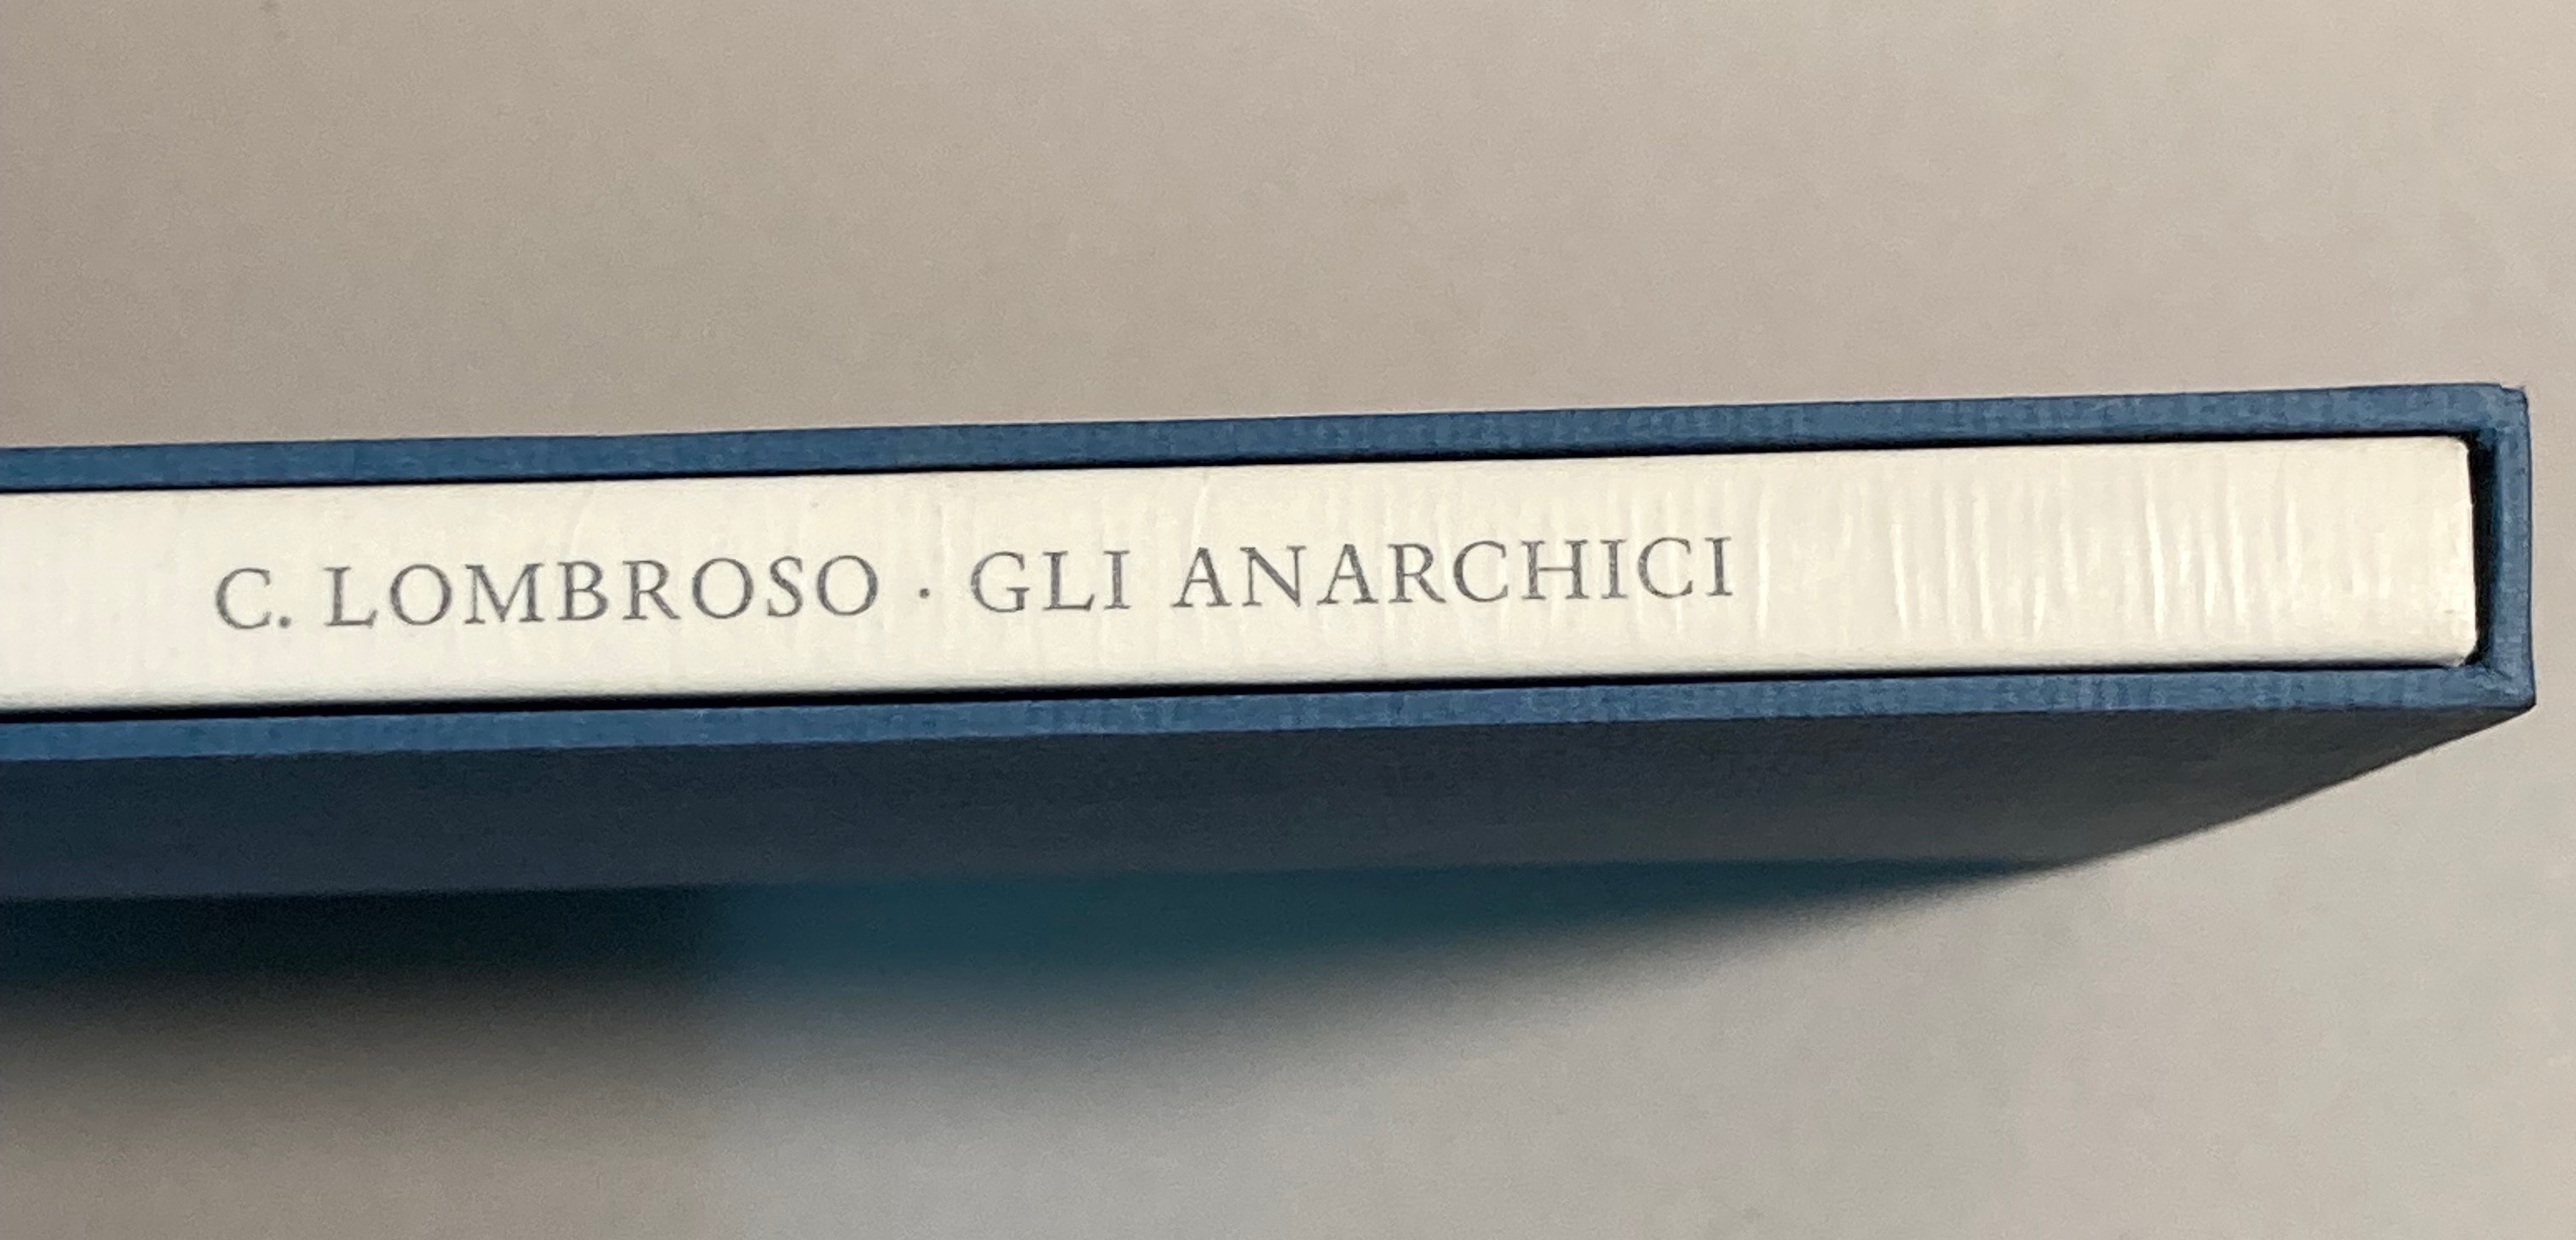 C. LOMBROSO · GLI ANARCHICI